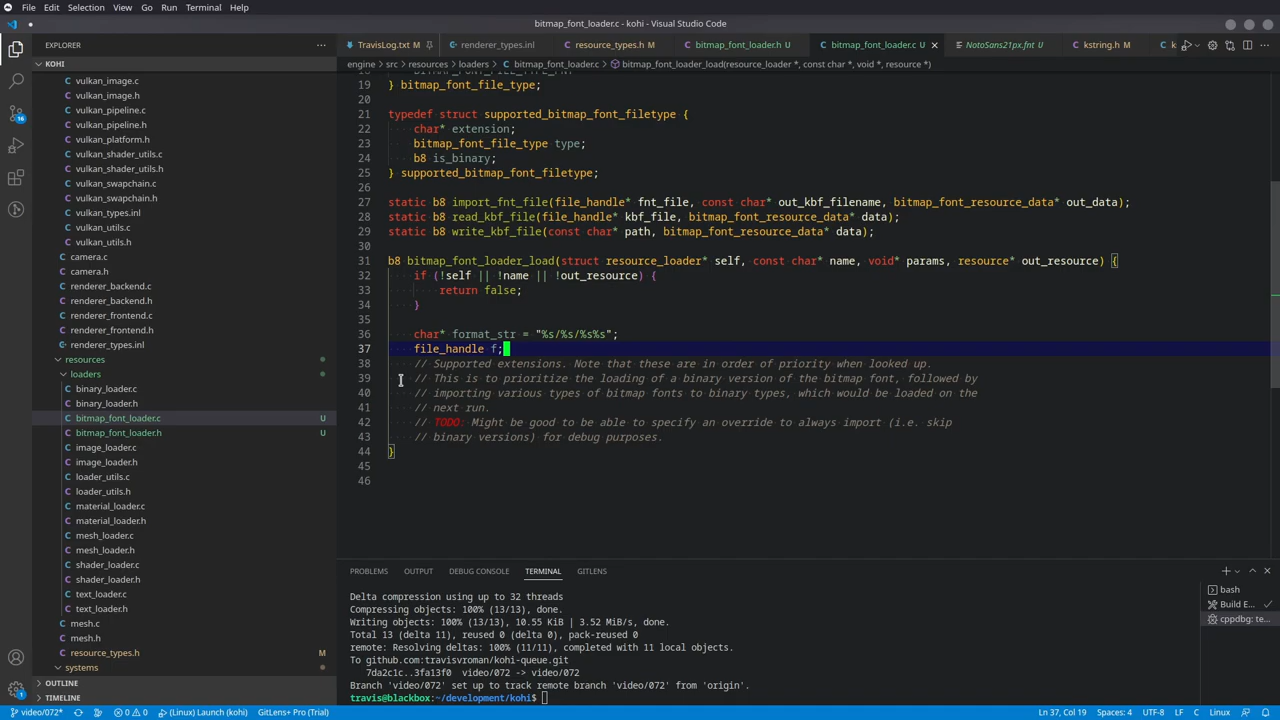 File Edit Selection View Go Run Terminal Help
bitmap_font_loader.c - kohi - Visual Studio Code
EXPLORER
TravisLog.txt M renderer_types.inl resource_types.h M bitmap_font_loader.h U bitmap_font_loader.c U NotoSans21px.fnt U kstring.h M k
KOHI
engine > src > resources > loaders > C bitmap_font_loader.c > bitmap_font_loader_load(resource_loader *, const char *, void *, resource *)
vulkan_image.c
vulkan_image.h
vulkan_pipeline.c
vulkan_pipeline.h
vulkan_platform.h
vulkan_shader_utils.c
vulkan_shader_utils.h
vulkan_swapchain.c
vulkan_swapchain.h
vulkan_types.inl
vulkan_utils.c
vulkan_utils.h
camera.c
camera.h
renderer_backend.c
renderer_backend.h
renderer_frontend.c
renderer_frontend.h
renderer_types.inl
resources
loaders
binary_loader.c
binary_loader.h
bitmap_font_loader.c U
bitmap_font_loader.h U
image_loader.c
image_loader.h
loader_utils.c
loader_utils.h
material_loader.c
material_loader.h
mesh_loader.c
mesh_loader.h
shader_loader.c
shader_loader.h
text_loader.c
text_loader.h
mesh.c
mesh.h
resource_types.h M
systems
OUTLINE
TIMELINE
19 } bitmap_font_file_type;
20
21 typedef struct supported_bitmap_font_filetype {
22 char* extension;
23 bitmap_font_file_type type;
24 b8 is_binary;
25 } supported_bitmap_font_filetype;
26
27 static b8 import_fnt_file(file_handle* fnt_file, const char* out_kbf_filename, bitmap_font_resource_data* out_data);
28 static b8 read_kbf_file(file_handle* kbf_file, bitmap_font_resource_data* data);
29 static b8 write_kbf_file(const char* path, bitmap_font_resource_data* data);
30
31 b8 bitmap_font_loader_load(struct resource_loader* self, const char* name, void* params, resource* out_resource) {
32 if (!self || !name || !out_resource) {
33 return false;
34 }
35
36 char* format_str = "%s/%s/%s%s";
37 file_handle f;
38 // Supported extensions. Note that these are in order of priority when looked up.
39 // This is to prioritize the loading of a binary version of the bitmap font, followed by
40 // importing various types of bitmap fonts to binary types, which would be loaded on the
41 // next run.
42 // TODO: Might be good to be able to specify an override to always import (i.e. skip
43 // binary versions) for debug purposes.
44 }
45
46
PROBLEMS OUTPUT DEBUG CONSOLE TERMINAL GITLENS
Delta compression using up to 32 threads
Compressing objects: 100% (13/13), done.
Writing objects: 100% (13/13), 10.55 KiB | 3.52 MiB/s, done.
Total 13 (delta 11), reused 0 (delta 0), pack-reused 0
remote: Resolving deltas: 100% (11/11), completed with 11 local objects.
To github.com:travisvroman/kohi-queue.git
7da2c1c..3fa13f0 video/072 -> video/072
Branch 'video/072' set up to track remote branch 'video/072' from 'origin'.
travis@blackbox:~/development/kohi$
bash
Build E...
cppdbg: te...
16
1
video/072* 0 0 (Linux) Launch (kohi) GitLens+ Pro (Trial) Ln 37, Col 19 Spaces: 4 UTF-8 LF C Linux